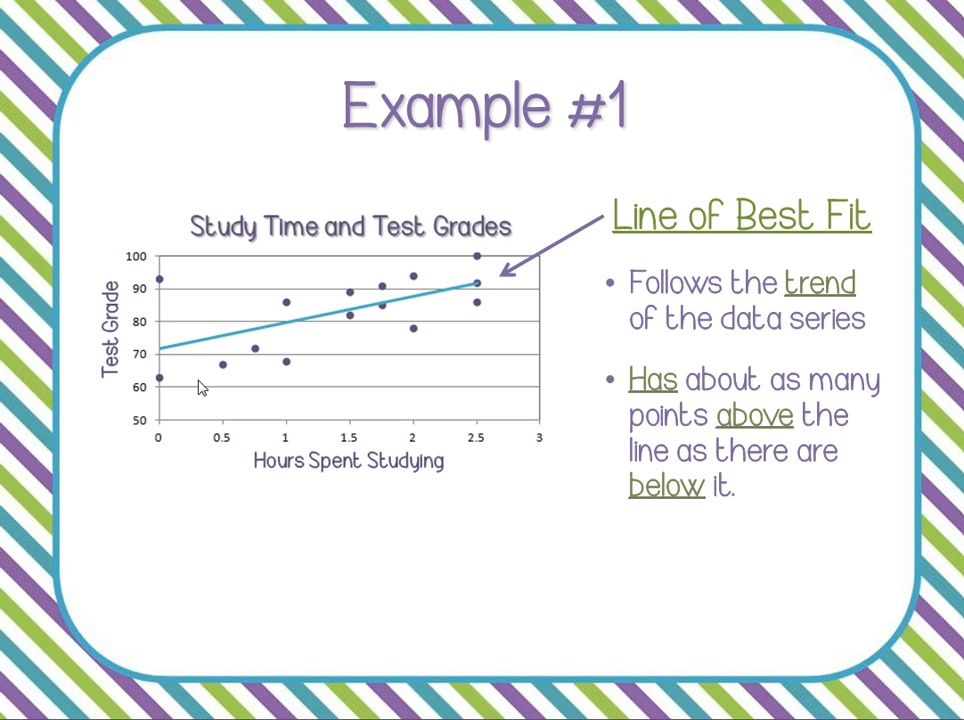 Example #1
Study Time and Test Grades
100
90
80
70
60
50
Test Grade
0 0.5 1 1.5 2 2.5 3
Hours Spent Studying
Line of Best Fit
• Follows the trend
of the data series
• Has about as many
points above the
line as there are
below it.